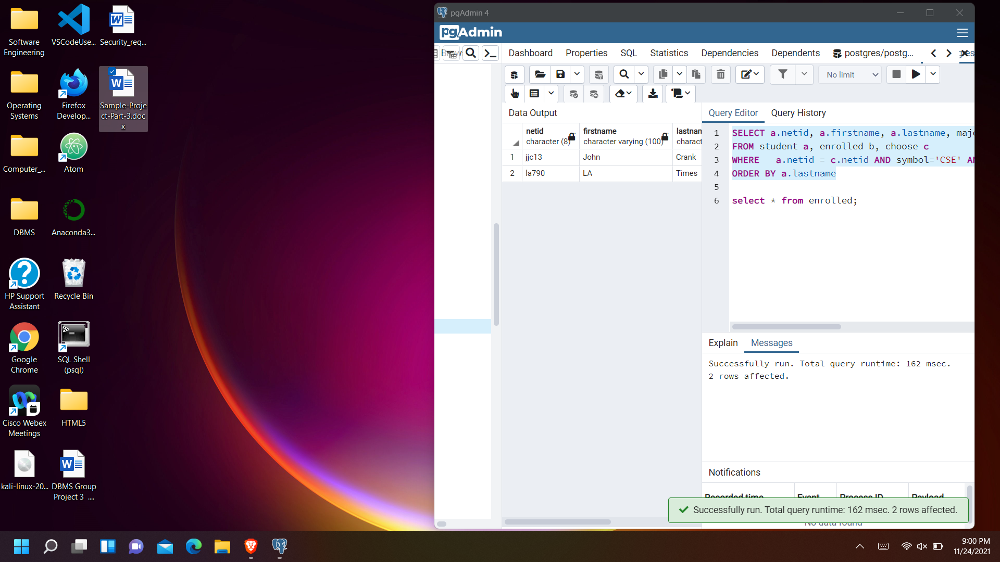 Software
Engineering
VSCodeUse...
Security_req...
Operating
Systems
Firefox
Develop...
Sample-Proje
ct-Part-3.doc
x
Computer_...
Atom
DBMS
Anaconda3...
HP Support
Assistant
Recycle Bin
Google
Chrome
SQL Shell
(psql)
Cisco Webex
Meetings
HTML5
kali-linux-20...
DBMS Group
Project 3 ....
pgAdmin 4
pgAdmin
Dashboard Properties SQL Statistics Dependencies Dependents postgres/postg...
No limit
Data Output
netid
character (8)
firstname
character varying (100)
lastnam
charact
1 jjc13 John Crank
2 la790 LA Times
Query Editor Query History
1 SELECT a.netid, a.firstname, a.lastname, majo
2 FROM student a, enrolled b, choose c
3 WHERE a.netid = c.netid AND symbol='CSE' AN
4 ORDER BY a.lastname
5
6 select * from enrolled;
Explain Messages
Successfully run. Total query runtime: 162 msec.
2 rows affected.
Notifications
Recorded time Event Process ID Payload
Successfully run. Total query runtime: 162 msec. 2 rows affected.
No data found
9:00 PM
11/24/2021